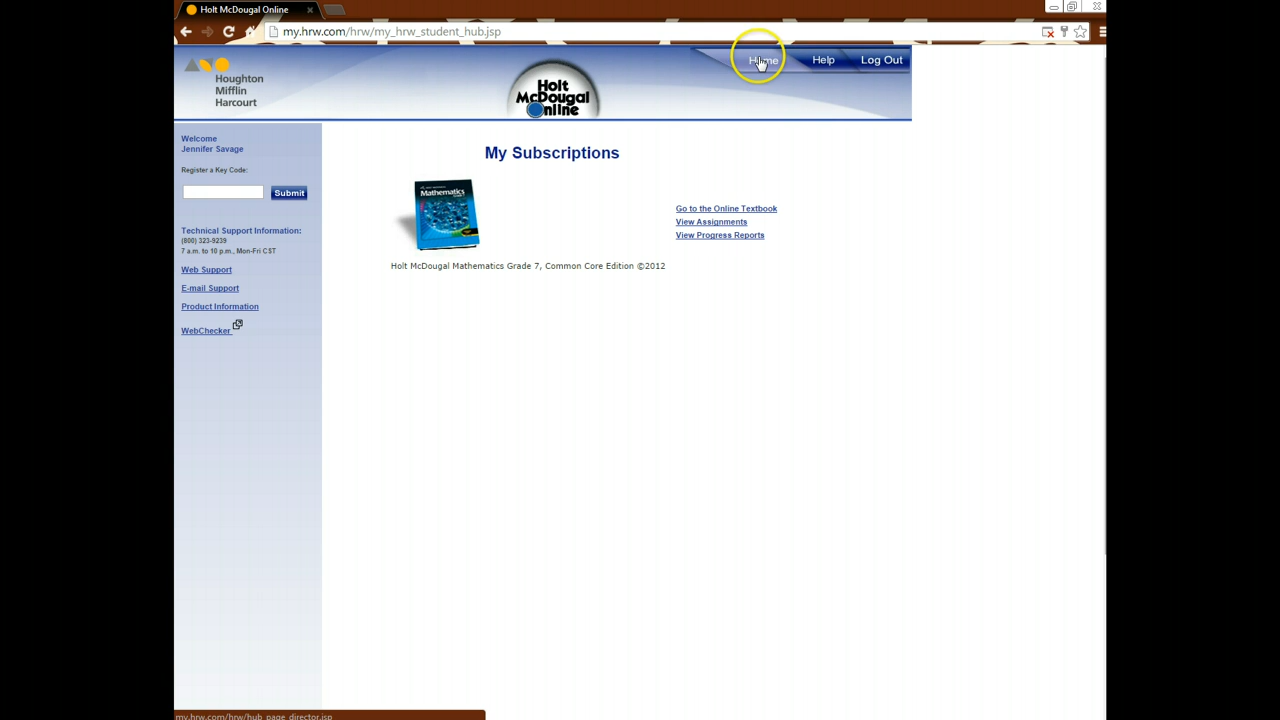 Holt McDougal Online
my.hrw.com/hrw/my_hrw_student_hub.jsp
Home
Help
Log Out
Houghton
Mifflin
Harcourt
Holt
McDougal
Online
Welcome
Jennifer Savage
Register a Key Code:
Submit
Technical Support Information:
(800) 323-9239
7 a.m. to 10 p.m., Mon-Fri CST
Web Support
E-mail Support
Product Information
WebChecker
My Subscriptions
Mathematics
Go to the Online Textbook
View Assignments
View Progress Reports
Holt McDougal Mathematics Grade 7, Common Core Edition ©2012
my.hrw.com/hrw/hub_page_director.jsp